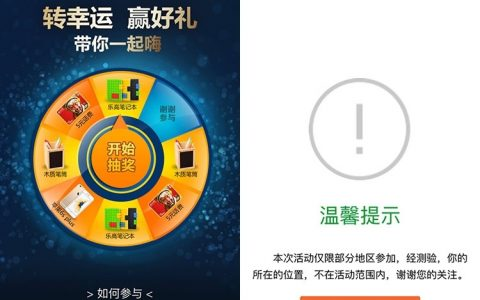 转幸运 赢好礼
带你一起嗨
乐高笔记本
谢谢
参与
5元话费
木质笔筒
开始
抽奖
木质笔筒
5元话费
乐高笔记本
> 如何参与 <
温馨提示
本次活动仅限部分地区参加，经测验，你的
所在的位置，不在活动范围内，谢谢您的关注。